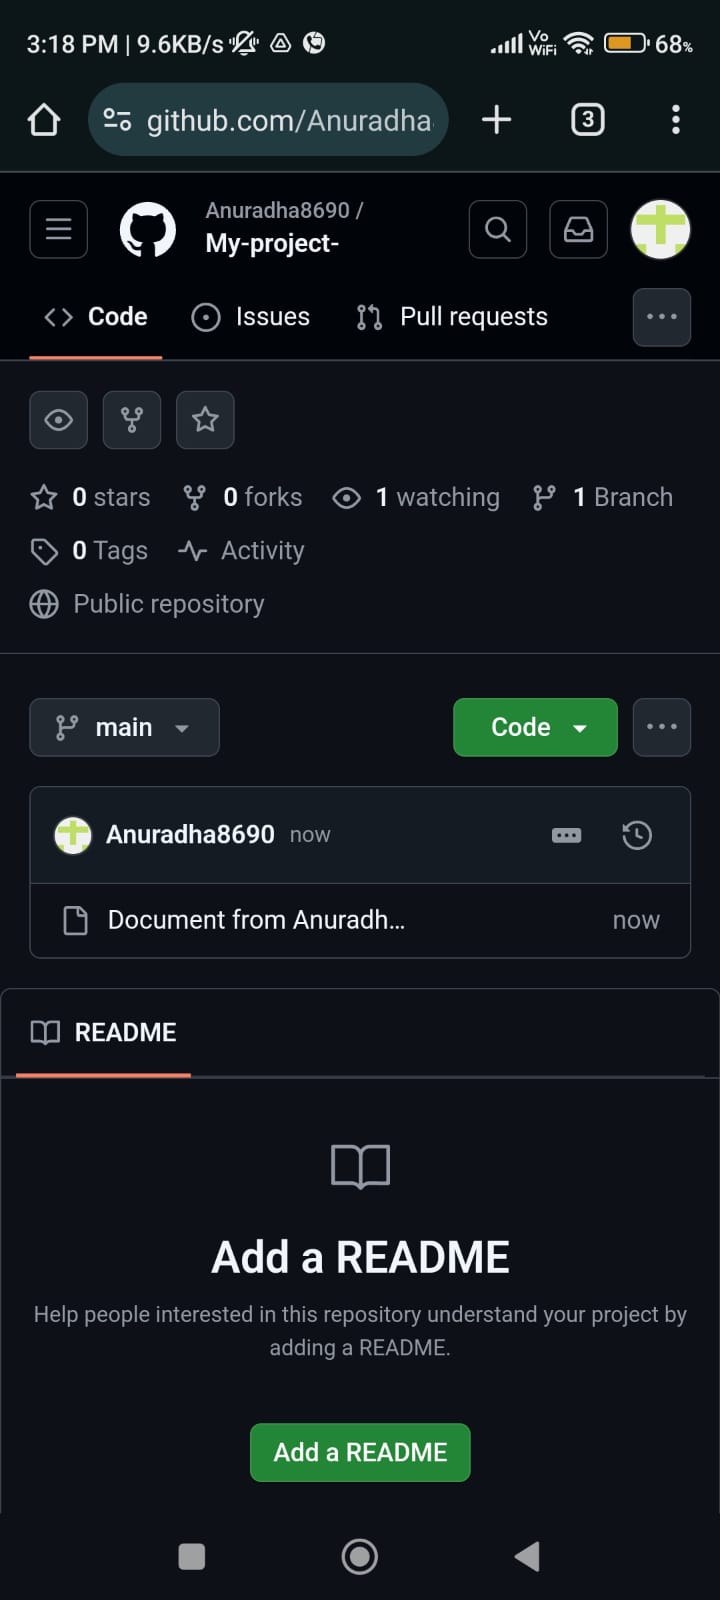 3:18 PM | 9.6KB/s Vo WiFi 68%
github.com/Anuradha 3
Anuradha8690 /
My-project-
Code Issues Pull requests
0 stars 0 forks 1 watching 1 Branch
0 Tags Activity
Public repository
main Code
Anuradha8690 now
Document from Anuradh... now
README
Add a README
Help people interested in this repository understand your project by
adding a README.
Add a README